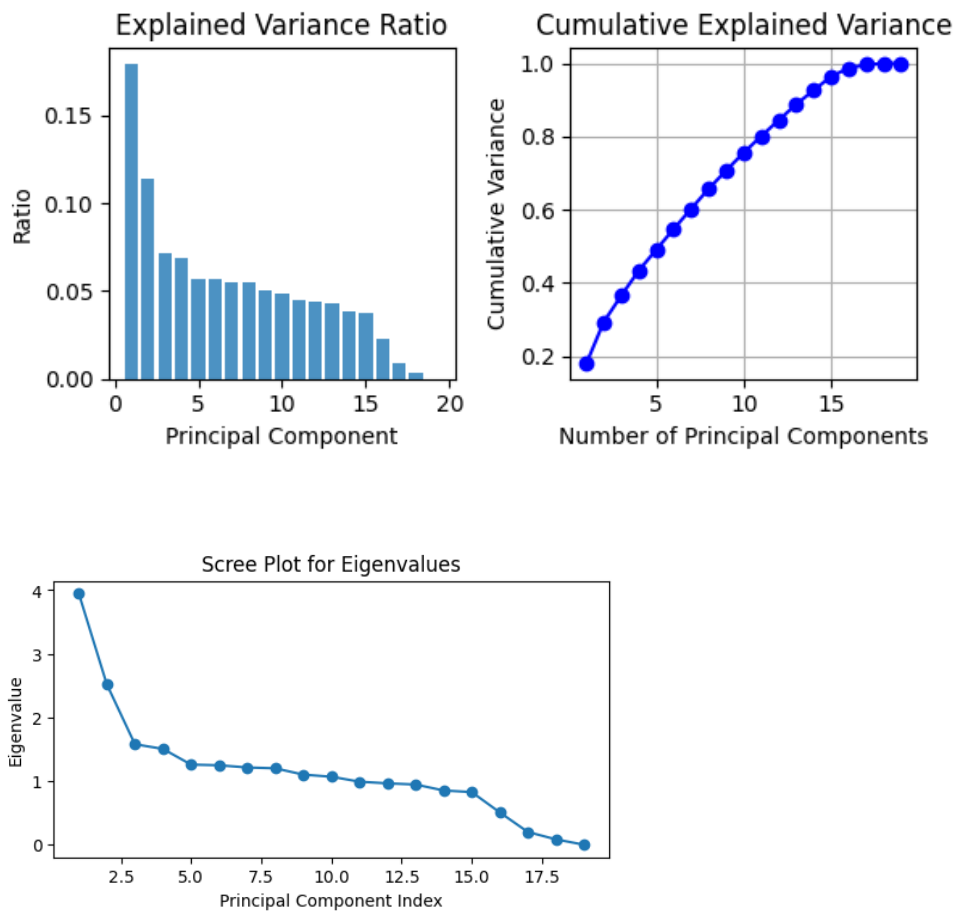 Explained Variance Ratio
Ratio
0.15
0.10
0.05
0.00
0 5 10 15 20
Principal Component
Cumulative Explained Variance
Cumulative Variance
1.0
0.8
0.6
0.4
0.2
5 10 15
Number of Principal Components
Scree Plot for Eigenvalues
Eigenvalue
4
3
2
1
0
2.5 5.0 7.5 10.0 12.5 15.0 17.5
Principal Component Index